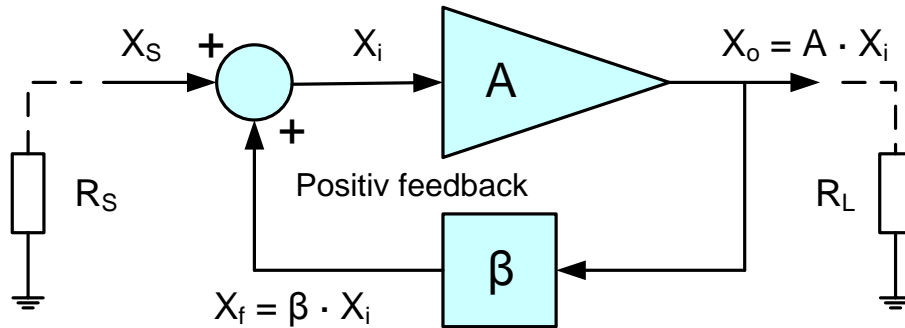 X_S + X_i X_o = A · X_i
A
+
R_S Positiv feedback R_L
β
X_f = β · X_i